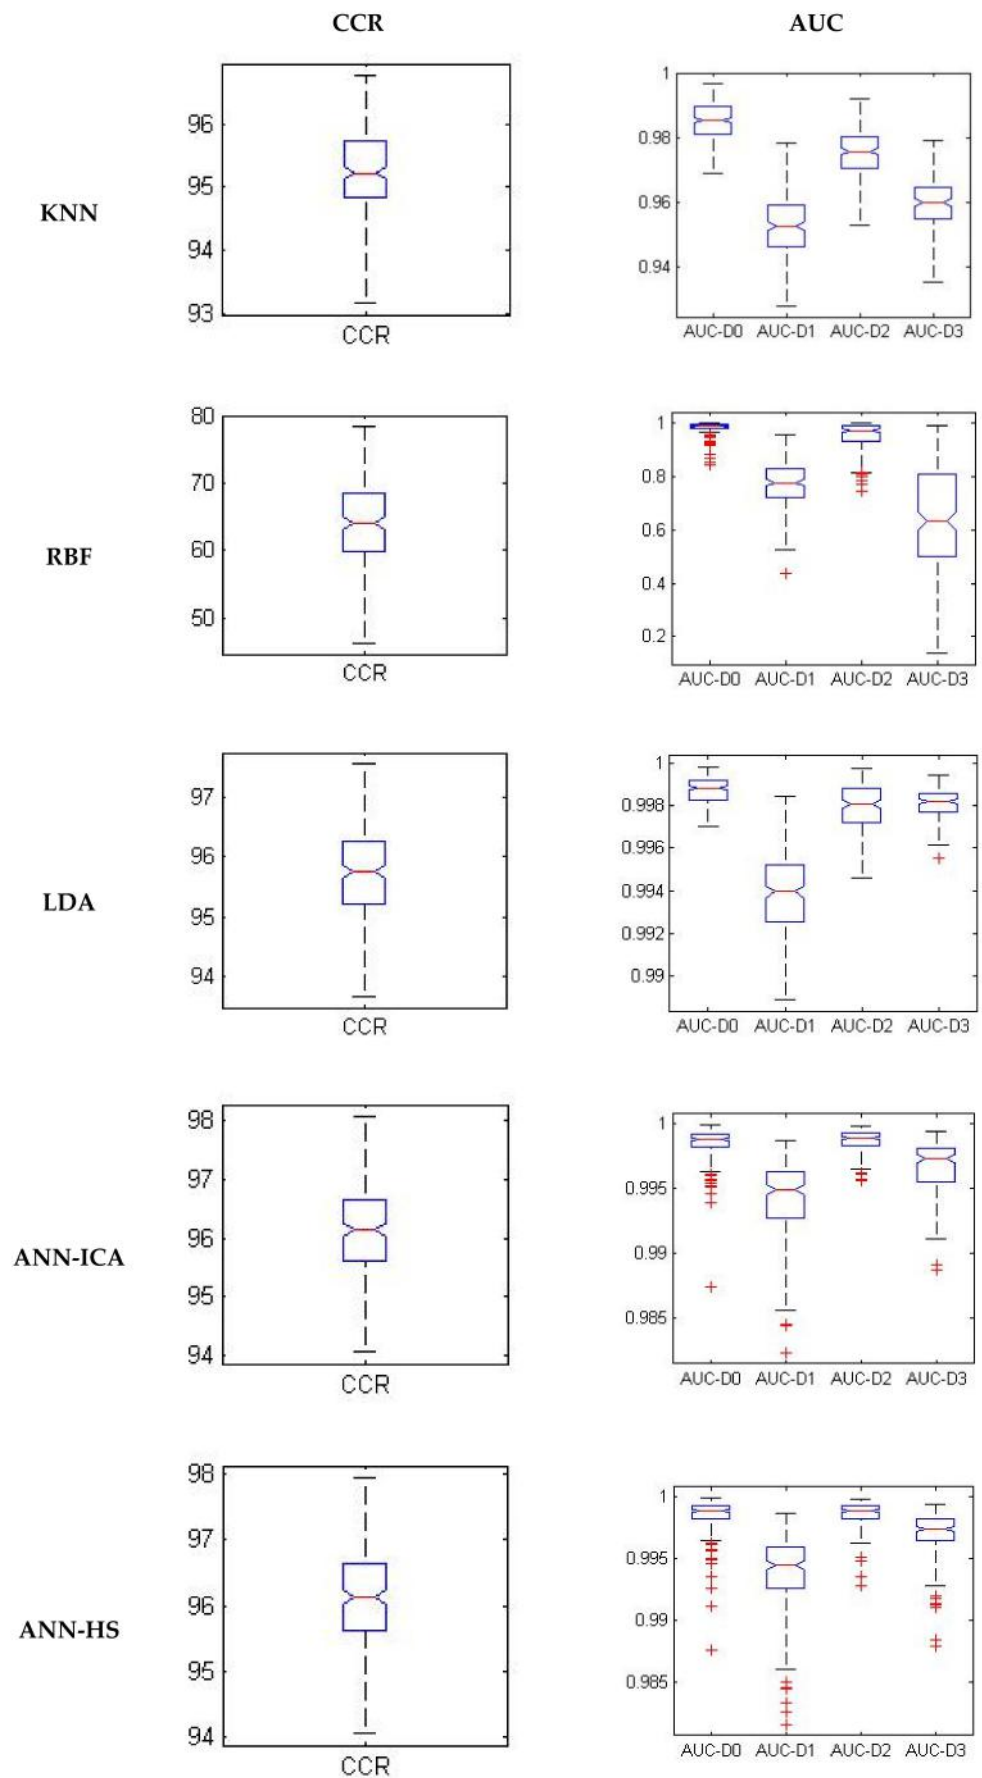 CCR AUC
KNN
96
95
94
93
CCR
1
0.98
0.96
0.94
AUC-D0 AUC-D1 AUC-D2 AUC-D3
RBF
80
70
60
50
CCR
1
0.8
0.6
0.4
0.2
AUC-D0 AUC-D1 AUC-D2 AUC-D3
LDA
97
96
95
94
CCR
1
0.998
0.996
0.994
0.992
0.99
AUC-D0 AUC-D1 AUC-D2 AUC-D3
ANN-ICA
98
97
96
95
94
CCR
1
0.995
0.99
0.985
AUC-D0 AUC-D1 AUC-D2 AUC-D3
ANN-HS
98
97
96
95
94
CCR
1
0.995
0.99
0.985
AUC-D0 AUC-D1 AUC-D2 AUC-D3